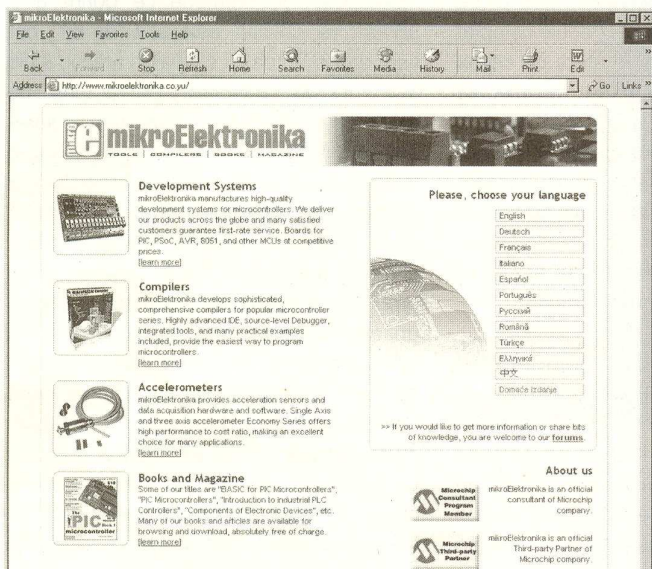 mikroElektronika - Microsoft Internet Explorer
File Edit View Favorites Tools Help
Back Forward Stop Refresh Home Search Favorites Media History Mail Print Edit
Address http://www.mikroelektronika.co.yu/ Go Links »
mikroElektronika
TOOLS | COMPILERS | BOOKS | MAGAZINE
Development Systems
mikroElektronika manufactures high-quality
development systems for microcontrollers. We deliver
our products across the globe and many satisfied
customers guarantee first-rate service. Boards for
PIC, PSoC, AVR, 8051, and other MCUs at competitive
prices.
[learn more]
Compilers
mikroElektronika develops sophisticated,
comprehensive compilers for popular microcontroller
series. Highly advanced IDE, source-level Debugger,
integrated tools, and many practical examples
included, provide the easiest way to program
microcontrollers.
[learn more]
Accelerometers
mikroElektronika provides acceleration sensors and
data acquisition hardware and software. Single Axis
and three axis accelerometer Economy Series offers
high performance to cost ratio, making an excellent
choice for many applications.
[learn more]
The
PIC
microcontroller
Books and Magazine
Some of our titles are "BASIC for PIC Microcontrollers",
"PIC Microcontrollers", "Introduction to Industrial PLC
Controllers", "Components of Electronic Devices", etc.
Many of our books and articles are available for
browsing and download, absolutely free of charge.
[learn more]
Please, choose your language
English
Deutsch
Français
Italiano
Español
Português
Русский
Română
Türkçe
Ελληνικά
中文
Domaće Izdanje
>> If you would like to get more information or share bits
of knowledge, you are welcome to our forums.
About us
Microchip
Consultant
Program
Member
mikroElektronika is an official
consultant of Microchip
company.
Microchip
Third-party
Partner
mikroElektronika is an official
Third-party Partner of
Microchip company.